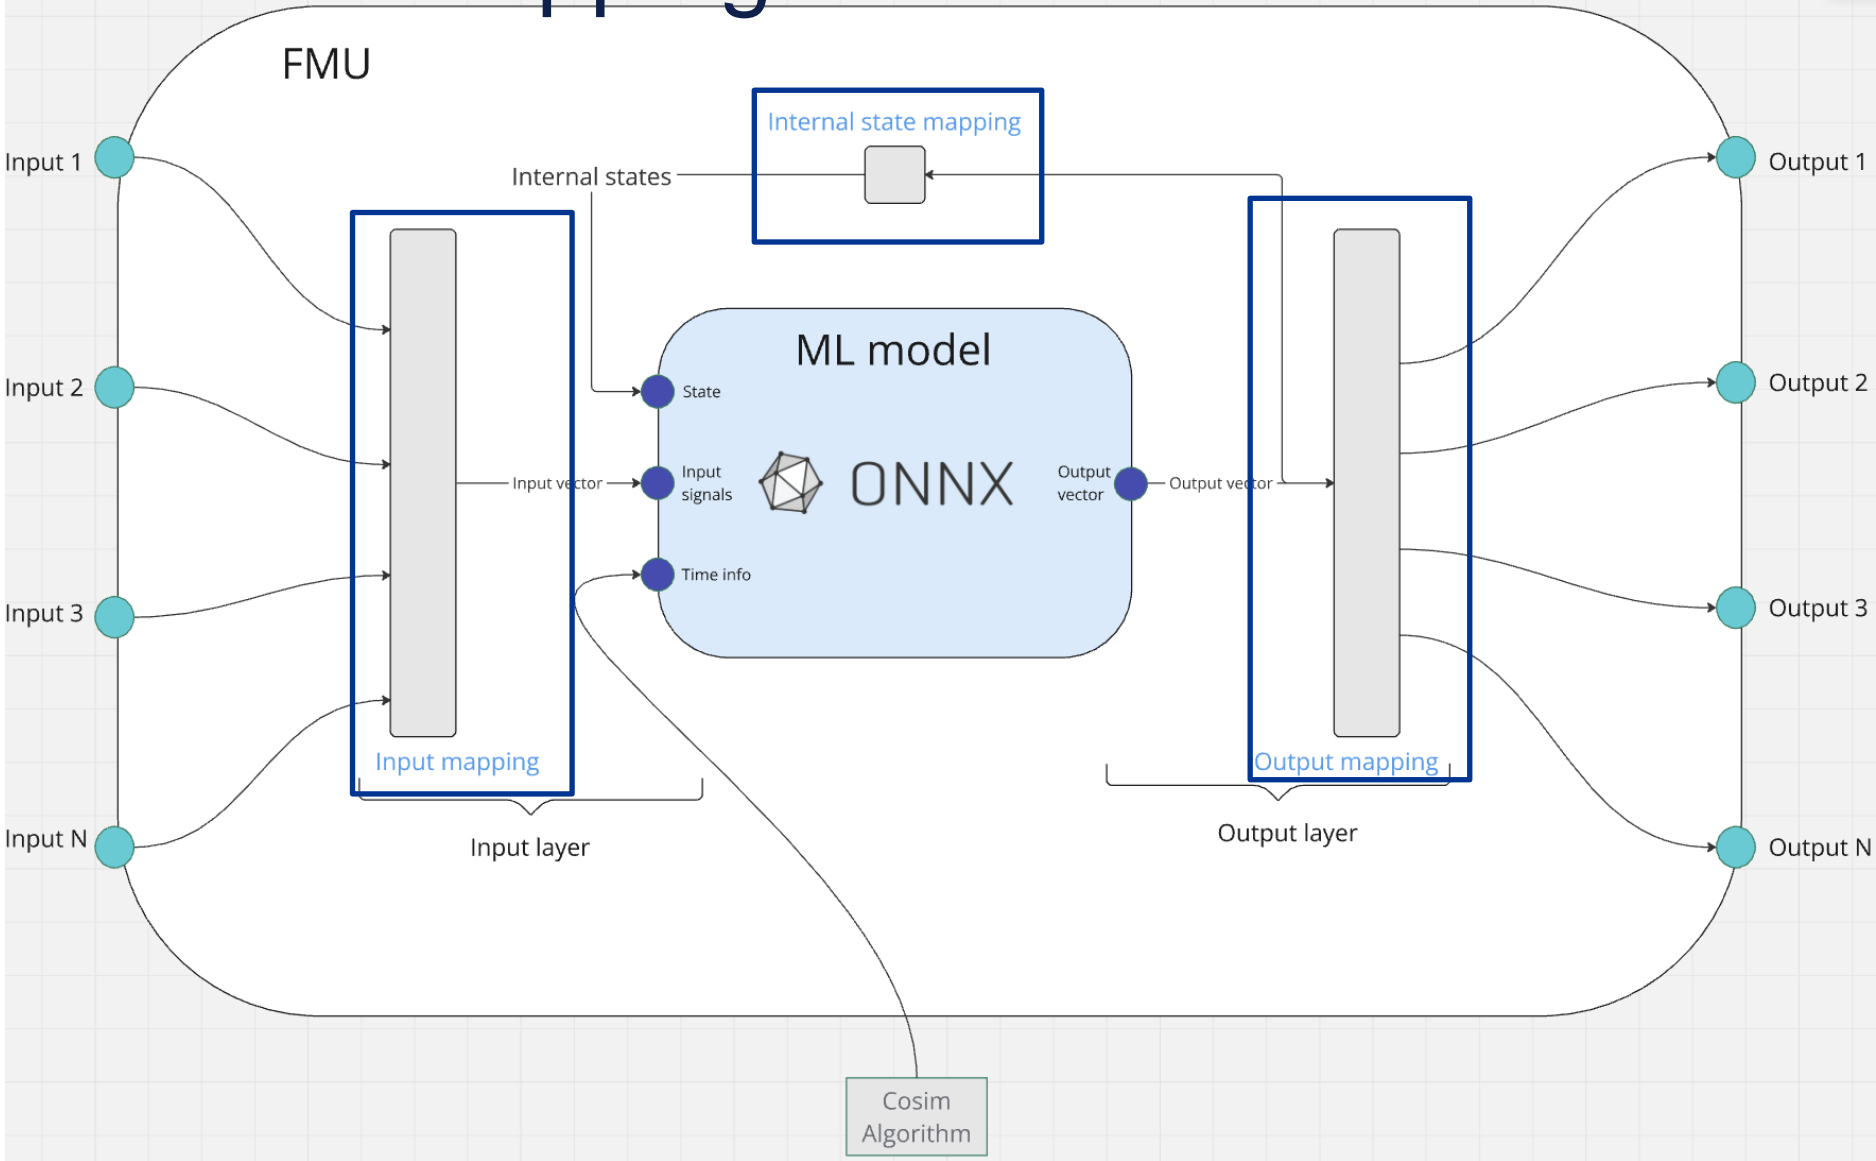 FMU
Internal state mapping
Input 1
Internal states
Output 1
ML model
Input 2
State
Output 2
Input vector
Input
signals
ONNX
Output
vector
Output vector
Time info
Input 3
Output 3
Input mapping
Output mapping
Input layer
Output layer
Input N
Output N
Cosim
Algorithm